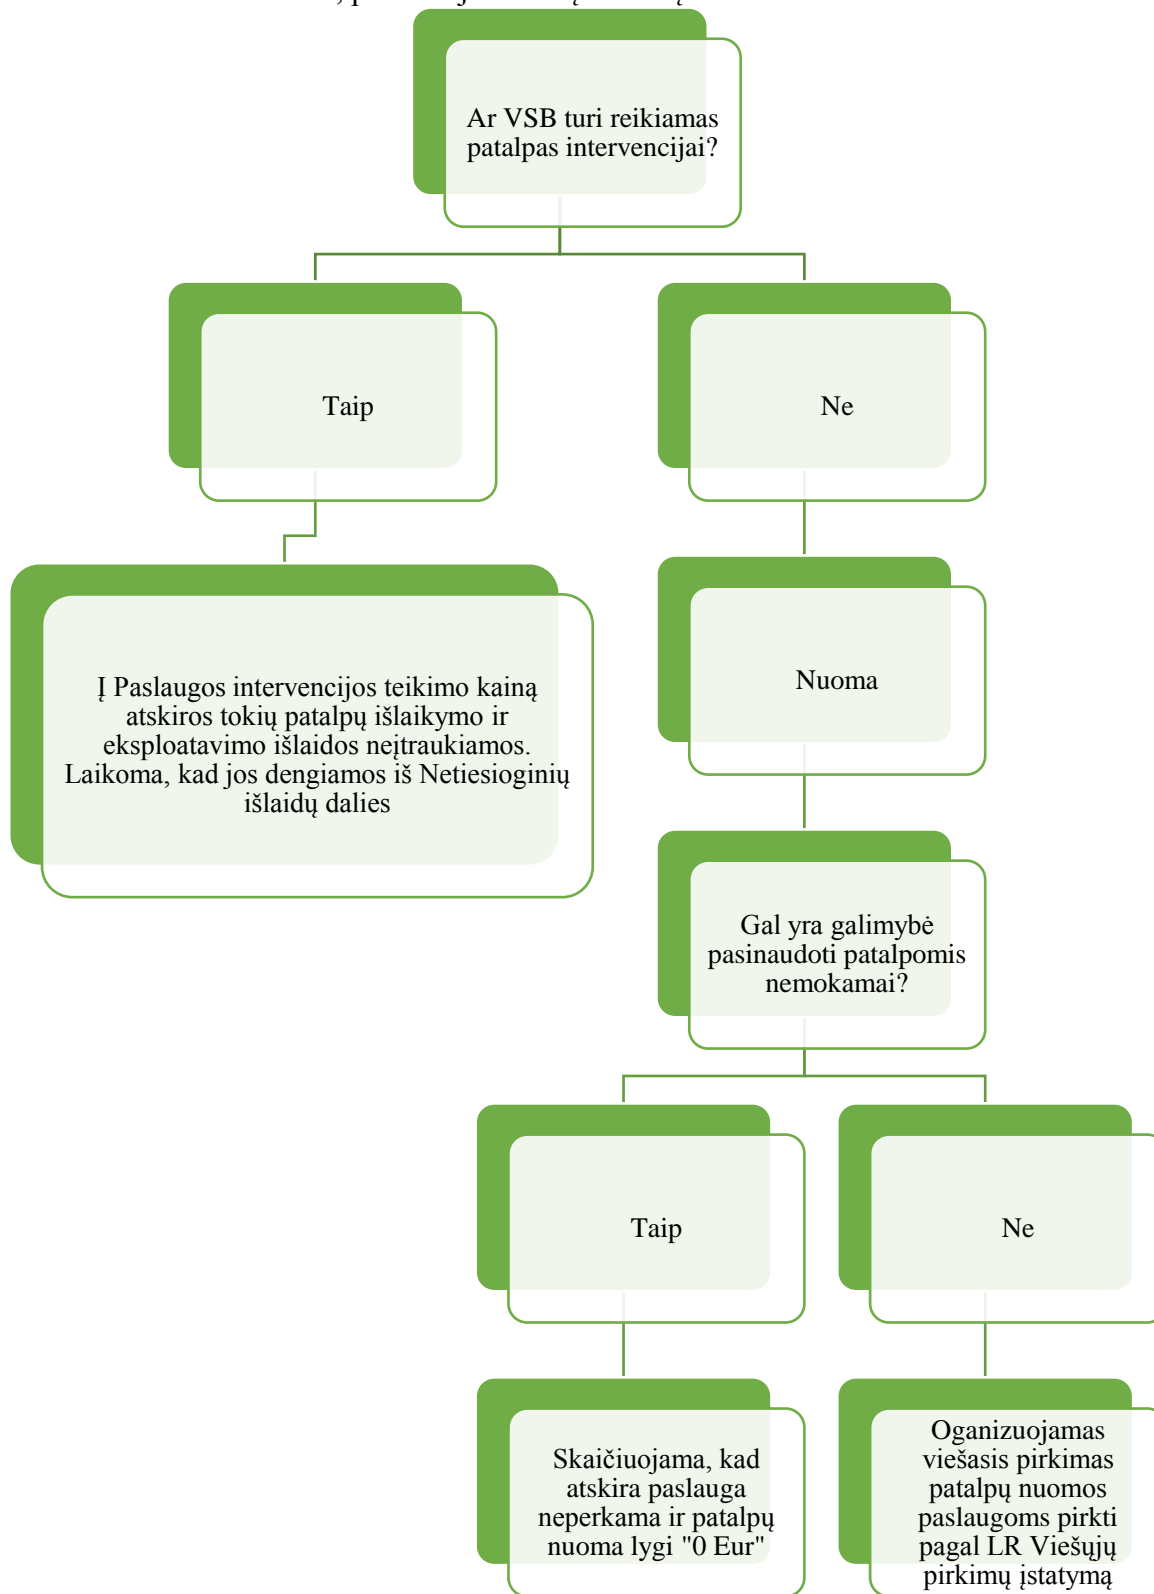 Ar VSB turi reikiamas
patalpas intervencijai?
Taip
Ne
Į Paslaugos intervencijos teikimo kainą
atskiros tokių patalpų išlaikymo ir
eksploatavimo išlaidos neįtraukiamos.
Laikoma, kad jos dengiamos iš Netiesioginių
išlaidų dalies
Nuoma
Gal yra galimybė
pasinaudoti patalpomis
nemokamai?
Taip
Ne
Skaičiuojama, kad
atskira paslauga
neperkama ir patalpų
nuoma lygi "0 Eur"
Oganizuojamas
viešasis pirkimas
patalpų nuomos
paslaugoms pirkti
pagal LR Viešųjų
pirkimų įstatymą